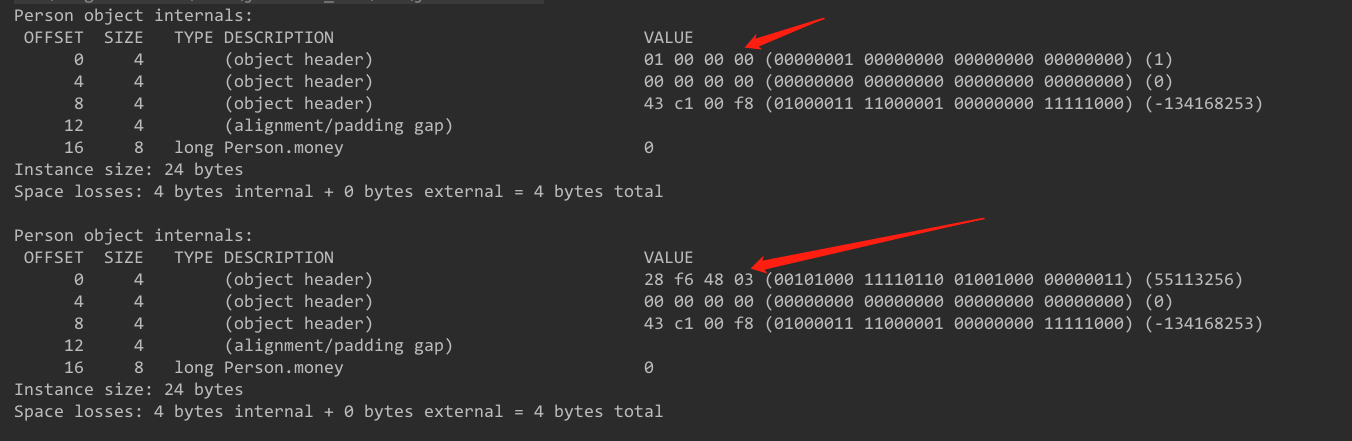 Person object internals:
OFFSET SIZE TYPE DESCRIPTION VALUE
0 4 (object header) 01 00 00 00 (00000001 00000000 00000000 00000000) (1)
4 4 (object header) 00 00 00 00 (00000000 00000000 00000000 00000000) (0)
8 4 (object header) 43 c1 00 f8 (01000011 11000001 00000000 11111000) (-134168253)
12 4 (alignment/padding gap)
16 8 long Person.money 0
Instance size: 24 bytes
Space losses: 4 bytes internal + 0 bytes external = 4 bytes total
Person object internals:
OFFSET SIZE TYPE DESCRIPTION VALUE
0 4 (object header) 28 f6 48 03 (00101000 11110110 01001000 00000011) (55113256)
4 4 (object header) 00 00 00 00 (00000000 00000000 00000000 00000000) (0)
8 4 (object header) 43 c1 00 f8 (01000011 11000001 00000000 11111000) (-134168253)
12 4 (alignment/padding gap)
16 8 long Person.money 0
Instance size: 24 bytes
Space losses: 4 bytes internal + 0 bytes external = 4 bytes total